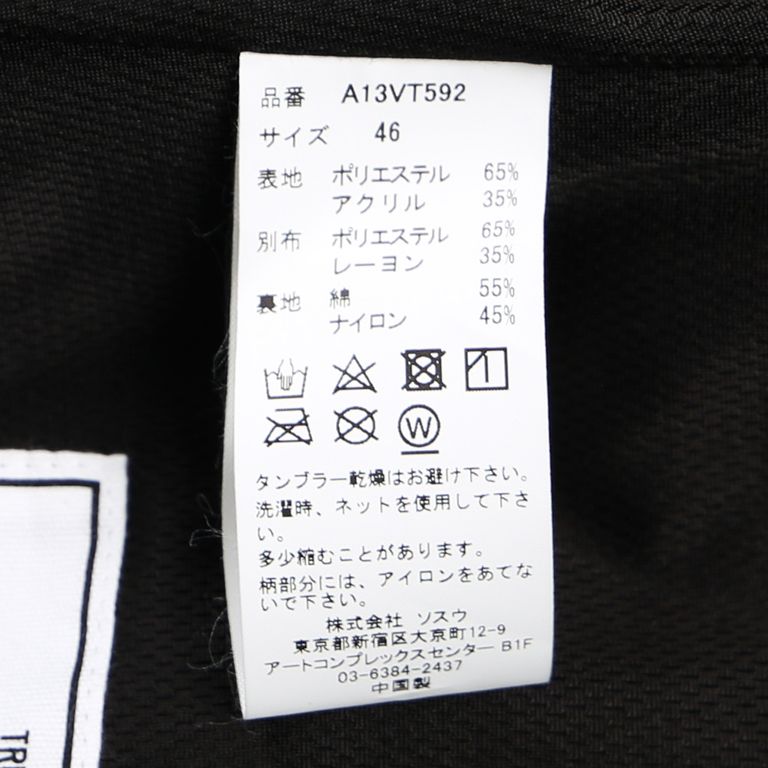 品番 A13VT592
サイズ 46
表地 ポリエステル 65%
アクリル 35%
別布 ポリエステル 65%
レーヨン 35%
裏地 綿 55%
ナイロン 45%
W
タンブラー乾燥はお避け下さい。
洗濯時、ネットを使用して下さ
い。
多少縮むことがあります。
柄部分には、アイロンをあてな
いで下さい。
株式会社 ソスウ
東京都新宿区大京町12-9
アートコンプレックスセンター B1F
03-6384-2437
中国製